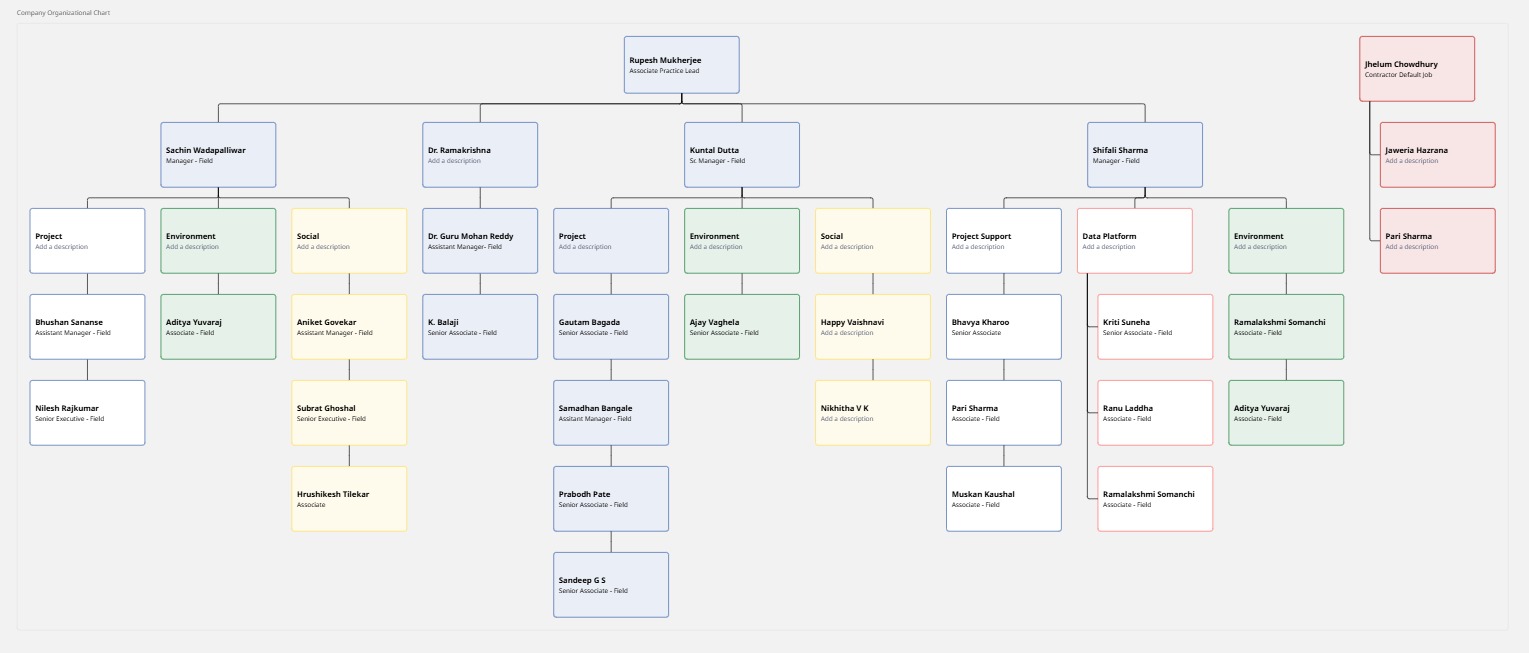 Company Organizational Chart
Rupesh Mukherjee
Associate Practice Lead
Jhelum Chowdhury
Contractor Default Job
Sachin Wadapalliwar
Manager - Field
Dr. Ramakrishna
Add a description
Kuntal Dutta
Sr. Manager - Field
Shifali Sharma
Manager - Field
Jaweria Hazrana
Add a description
Project
Add a description
Environment
Add a description
Social
Add a description
Dr. Guru Mohan Reddy
Assistant Manager- Field
Project
Add a description
Environment
Add a description
Social
Add a description
Project Support
Add a description
Data Platform
Add a description
Environment
Add a description
Pari Sharma
Add a description
Bhushan Sananse
Assistant Manager - Field
Aditya Yuvaraj
Associate - Field
Aniket Govekar
Assistant Manager - Field
K. Balaji
Senior Associate - Field
Gautam Bagada
Senior Associate - Field
Ajay Vaghela
Senior Associate - Field
Happy Vaishnavi
Add a description
Bhavya Kharoo
Senior Associate
Kriti Suneha
Senior Associate - Field
Ramalakshmi Somanchi
Associate - Field
Nilesh Rajkumar
Senior Executive - Field
Subrat Ghoshal
Senior Executive - Field
Samadhan Bangale
Assitant Manager - Field
Nikhitha V K
Add a description
Pari Sharma
Associate - Field
Ranu Laddha
Associate - Field
Aditya Yuvaraj
Associate - Field
Hrushikesh Tilekar
Associate
Prabodh Pate
Senior Associate - Field
Muskan Kaushal
Associate - Field
Ramalakshmi Somanchi
Associate - Field
Sandeep G S
Senior Associate - Field